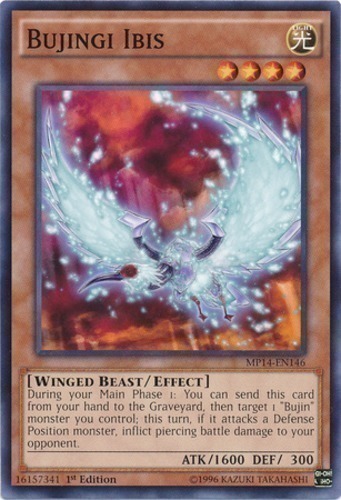 Bujingi Ibis
LIGHT
光
MP14-EN146
[Winged Beast/Effect]
During your Main Phase 1: You can send this
card from your hand to the Graveyard, then target 1 "Bujin"
monster you control; this turn, if it attacks a Defense
Position monster, inflict piercing battle damage to your
opponent.
ATK/1600 DEF/ 300
16157341 1st Edition ©1996 KAZUKI TAKAHASHI